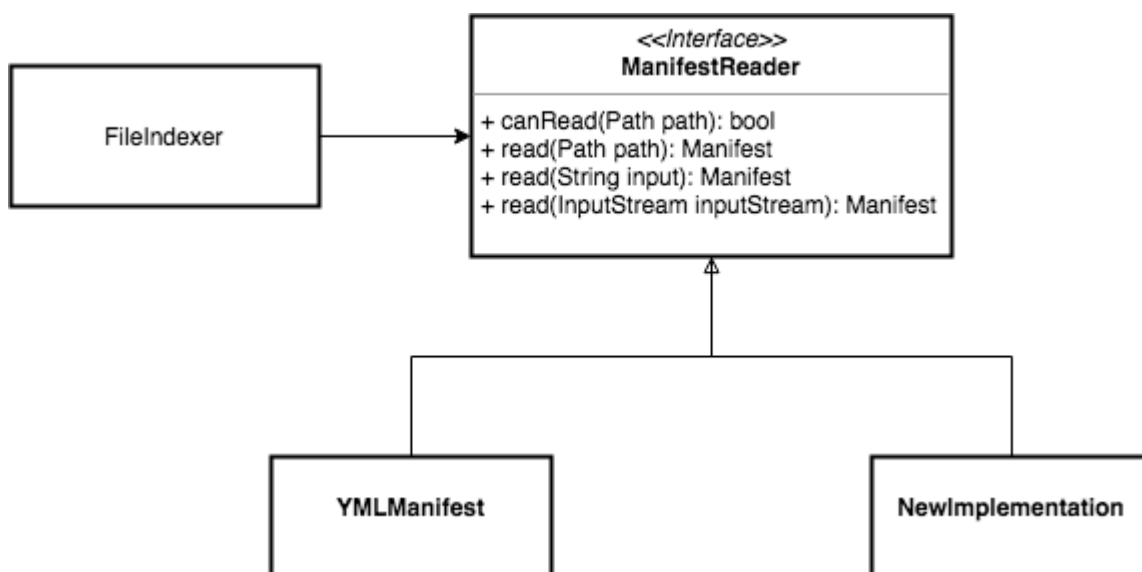 <<Interface>>
ManifestReader
FileIndexer
+ canRead(Path path): bool
+ read(Path path): Manifest
+ read(String input): Manifest
+ read(InputStream inputStream): Manifest
YMLManifest
NewImplementation